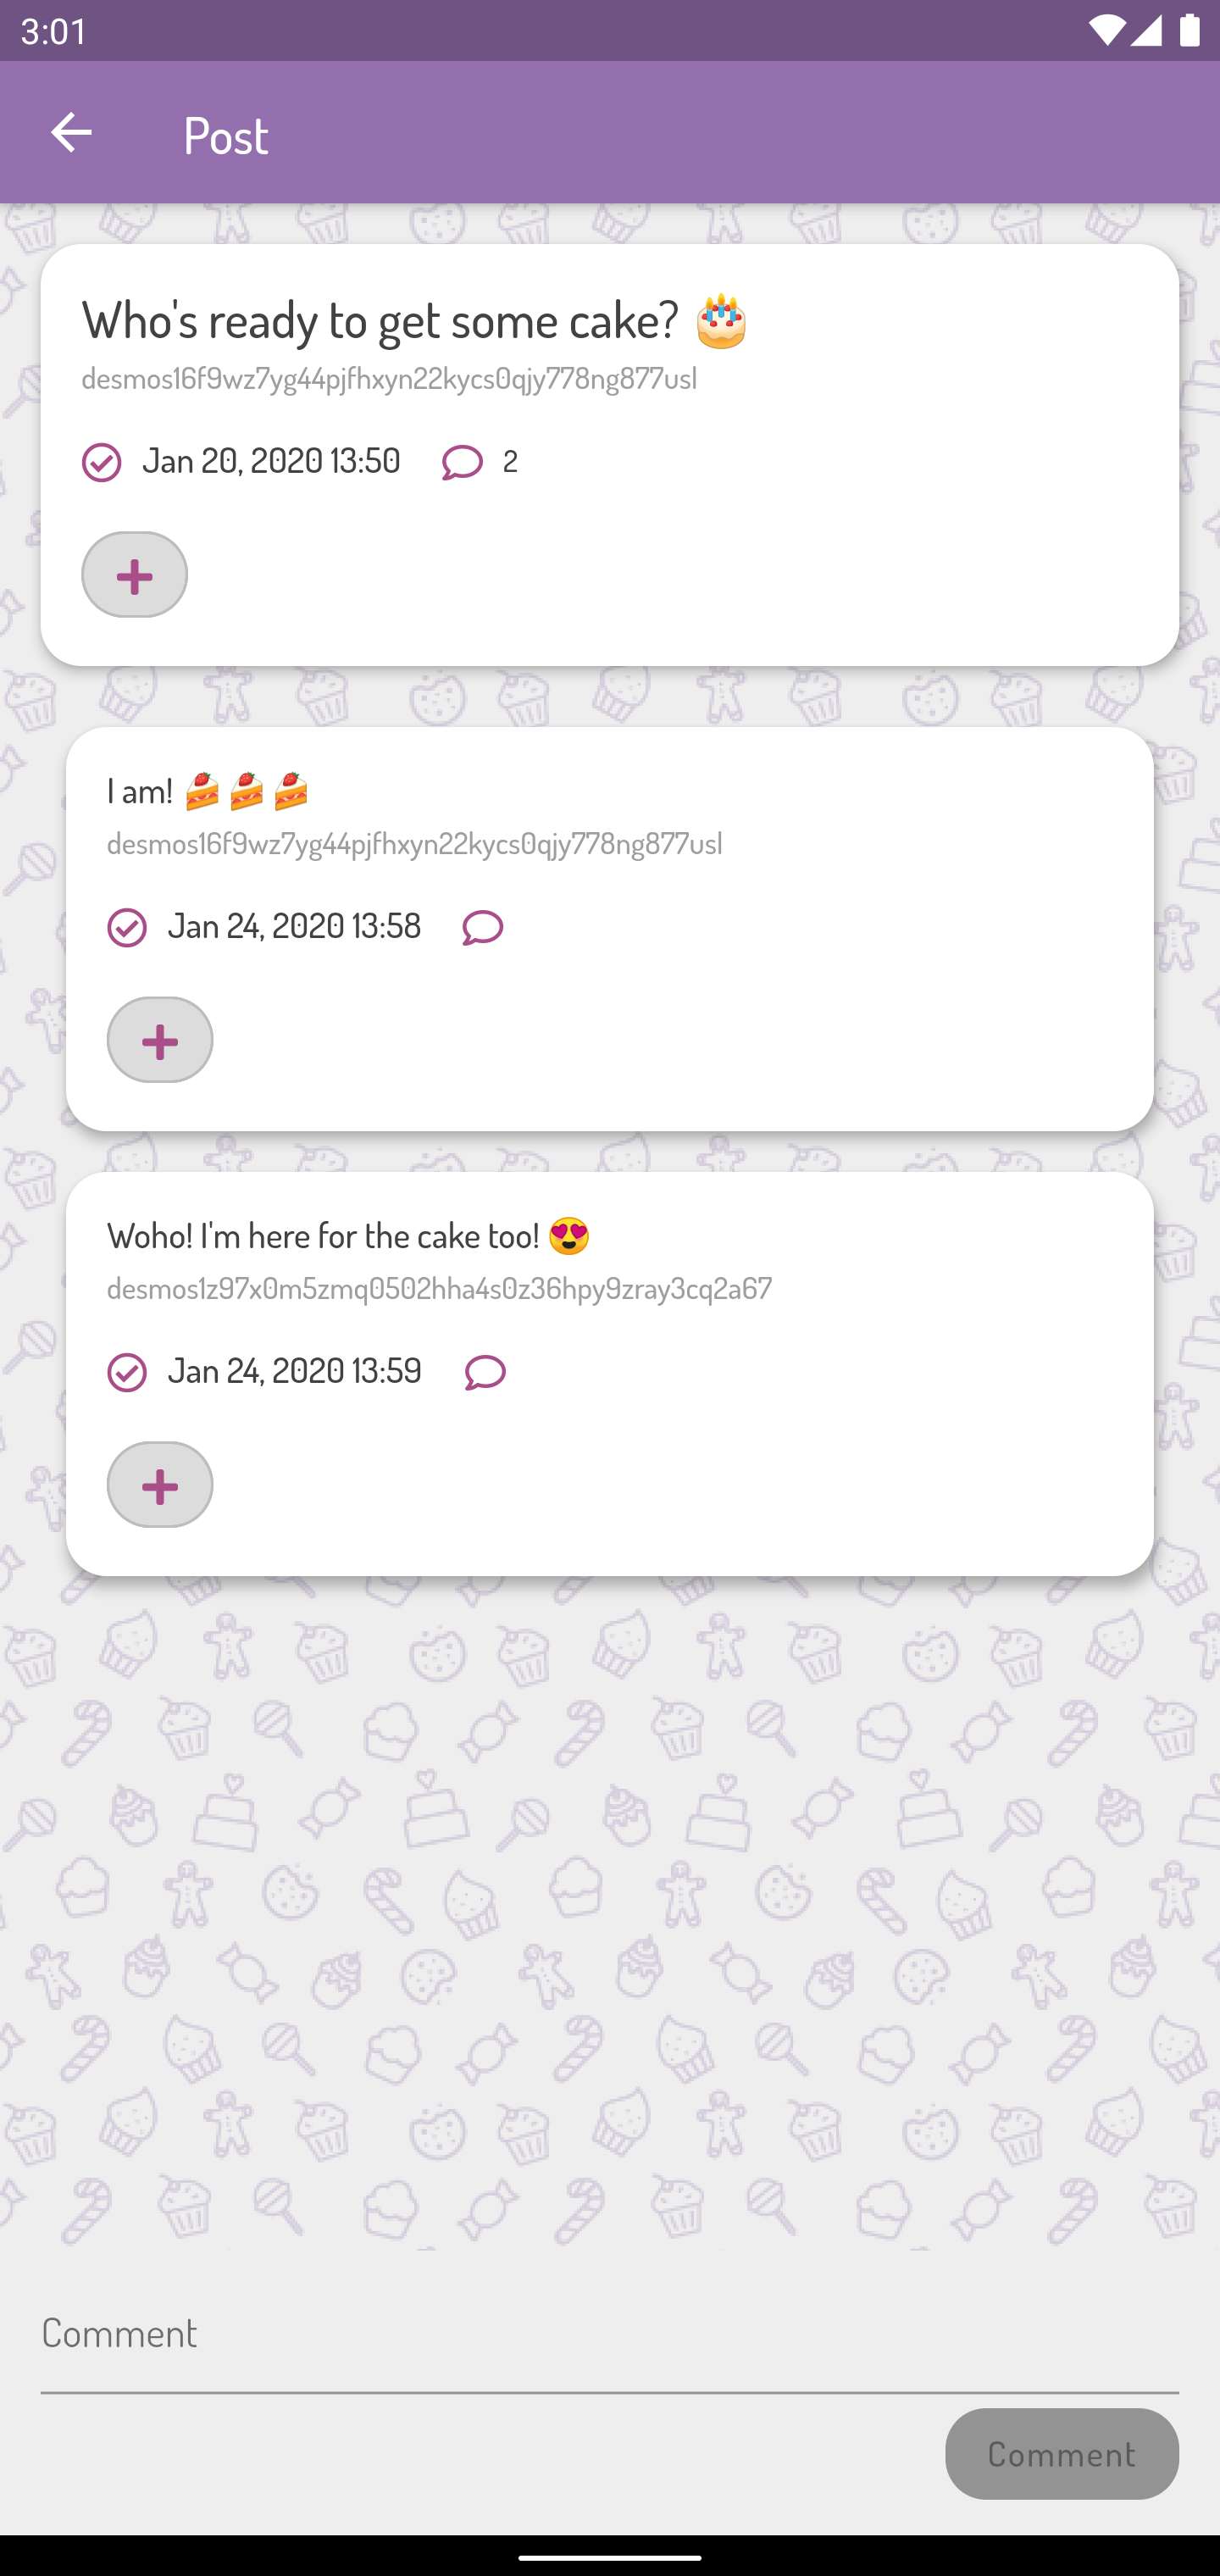 3:01
Post
Who's ready to get some cake? 🎂
desmos16f9wz7yg44pjfhxyn22kycs0qjy778ng877usl
Jan 20, 2020 13:50 2
I am! 🍰🍰🍰
desmos16f9wz7yg44pjfhxyn22kycs0qjy778ng877usl
Jan 24, 2020 13:58
Woho! I'm here for the cake too! 😍
desmos1z97x0m5zmq0502hha4s0z36hpy9zray3cq2a67
Jan 24, 2020 13:59
Comment
Comment